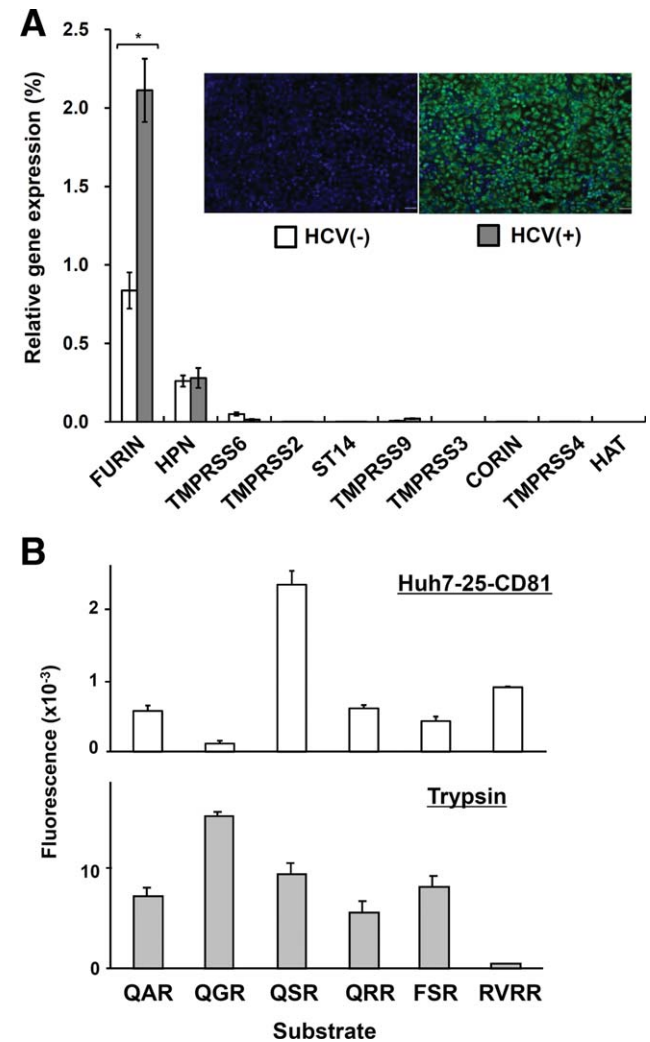 A
Relative gene expression (%)
2.5
2.0
1.5
1.0
0.5
0.0
*
HCV(-) HCV(+)
FURIN HPN TMPRSS6 TMPRSS2 ST14 TMPRSS9 TMPRSS3 CORIN TMPRSS4 HAT
B
Fluorescence (x10⁻³)
Huh7-25-CD81
2
1
0
Trypsin
10
0
QAR QGR QSR QRR FSR RVRR
Substrate